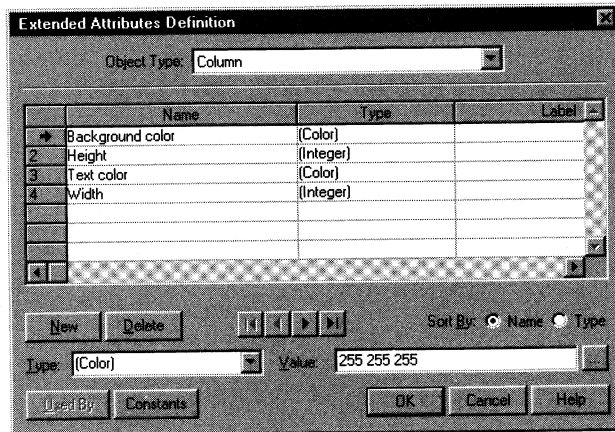 Extended Attributes Definition
Object Type: Column
Name Type Label
Background color (Color)
2 Height (Integer)
3 Text color (Color)
4 Width (Integer)
New Delete Sort By: Name Type
Type: (Color) Value: 255 255 255 ...
Used By Constants OK Cancel Help